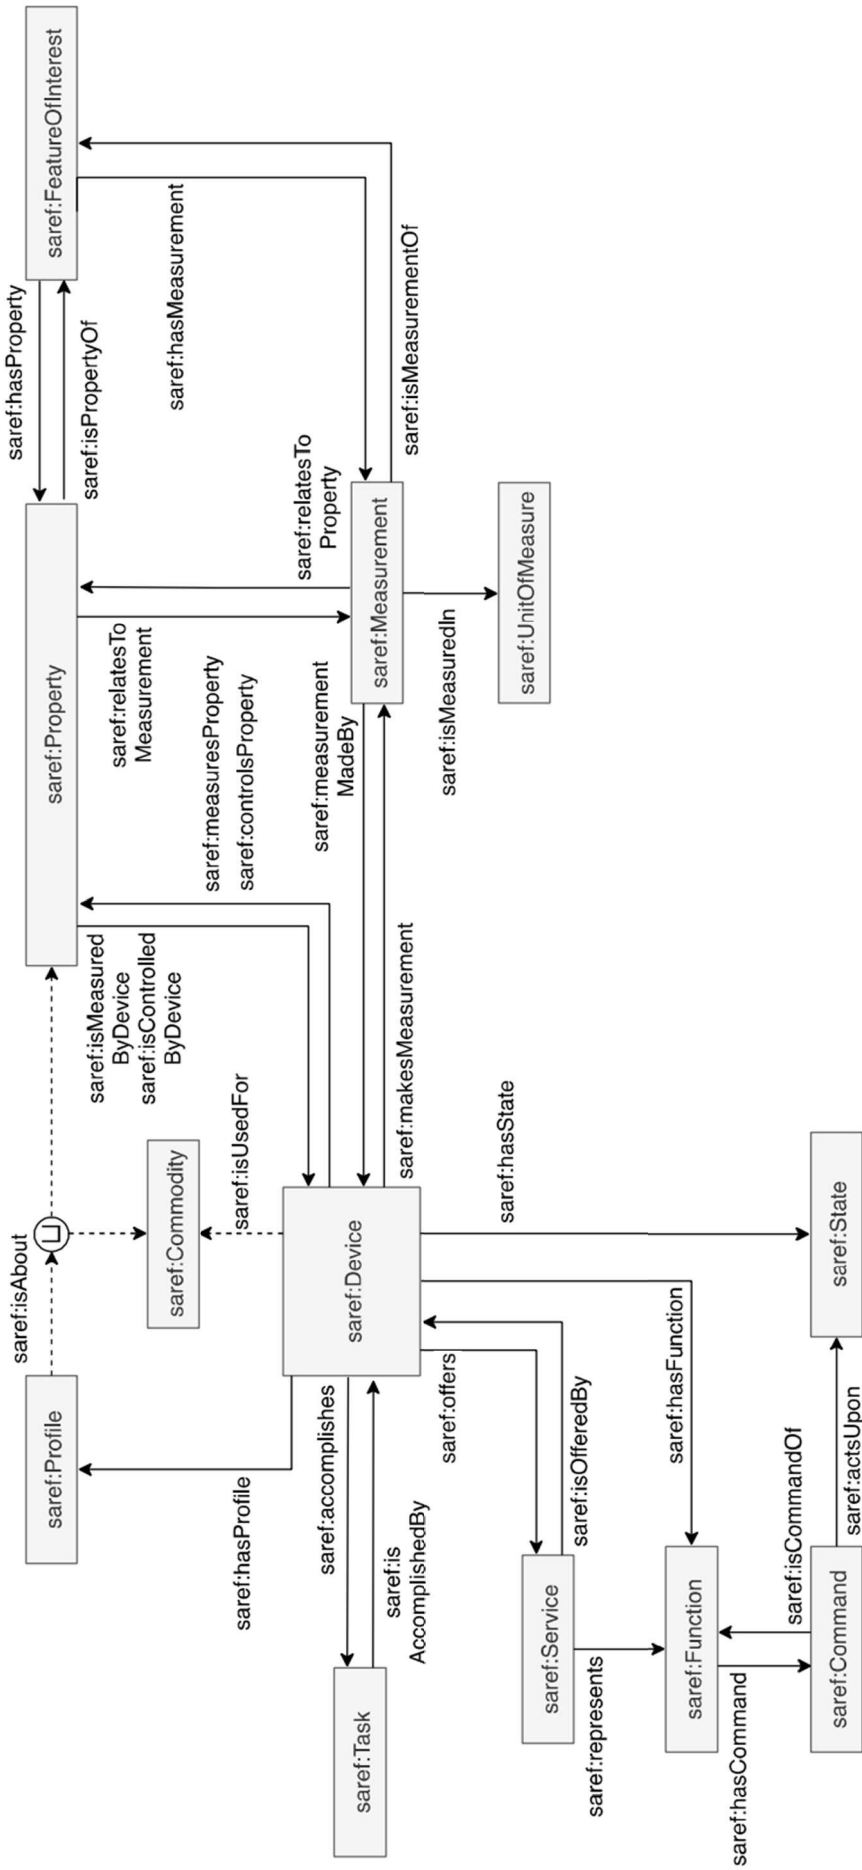 saref:Profile
saref:isAbout
saref:Property
saref:hasProperty
saref:isPropertyOf
saref:FeatureOfInterest
saref:hasProfile
saref:Commodity
saref:isUsedFor
saref:isMeasured
ByDevice
saref:isControlled
ByDevice
saref:measuresProperty
saref:controlsProperty
saref:relatesTo
Measurement
saref:relatesTo
Property
saref:hasMeasurement
saref:Task
saref:accomplishes
saref:is
AccomplishedBy
saref:Device
saref:measurement
MadeBy
saref:makesMeasurement
saref:Measurement
saref:isMeasurementOf
saref:isMeasuredIn
saref:UnitOfMeasure
saref:offers
saref:isOfferedBy
saref:hasState
saref:Service
saref:represents
saref:hasFunction
saref:Function
saref:hasCommand
saref:isCommandOf
saref:Command
saref:actsUpon
saref:State